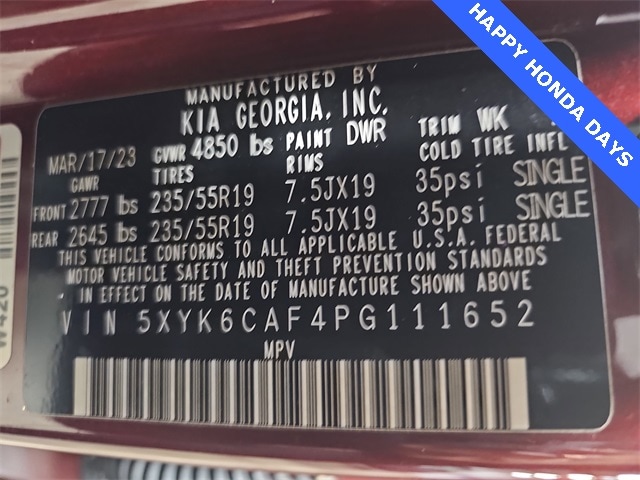 HAPPY HONDA DAYS
MANUFACTURED BY
KIA GEORGIA, INC.
MAR/17/23 GVWR 4850 lbs PAINT DWR TRIM WK
GAWR TIRES RIMS COLD TIRE INFL
FRONT 2777 lbs 235/55R19 7.5JX19 35psi SINGLE
REAR 2645 lbs 235/55R19 7.5JX19 35psi SINGLE
THIS VEHICLE CONFORMS TO ALL APPLICABLE U.S.A. FEDERAL
MOTOR VEHICLE SAFETY AND THEFT PREVENTION STANDARDS
IN EFFECT ON THE DATE OF MANUFACTURE SHOWN ABOVE
VIN 5XYK6CAF4PG111652
MPV